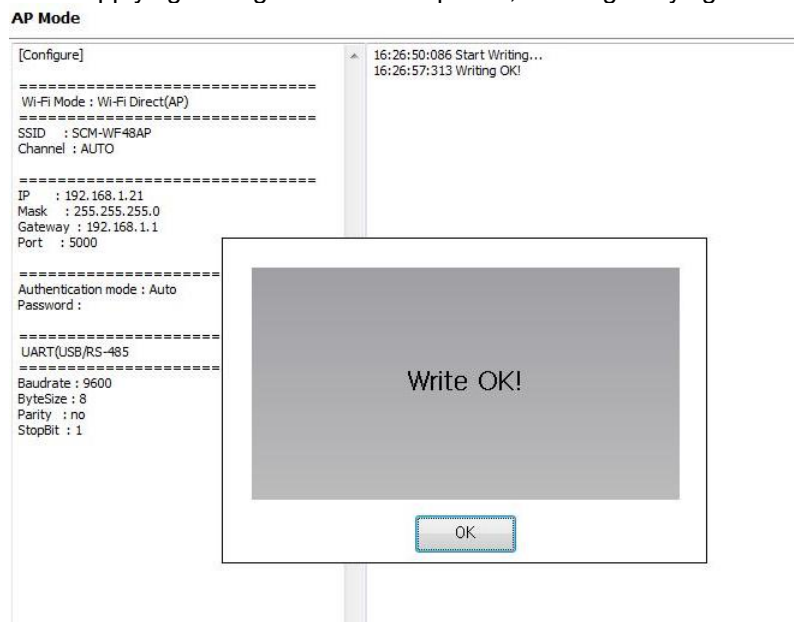 AP Mode
[Configure]
===============================
Wi-Fi Mode : Wi-Fi Direct(AP)
===============================
SSID : SCM-WF48AP
Channel : AUTO
===============================
IP : 192.168.1.21
Mask : 255.255.255.0
Gateway : 192.168.1.1
Port : 5000
=====================
Authentication mode : Auto
Password :
=====================
UART(USB/RS-485
=====================
Baudrate : 9600
ByteSize : 8
Parity : no
StopBit : 1
16:26:50:086 Start Writing...
16:26:57:313 Writing OK!
Write OK!
OK